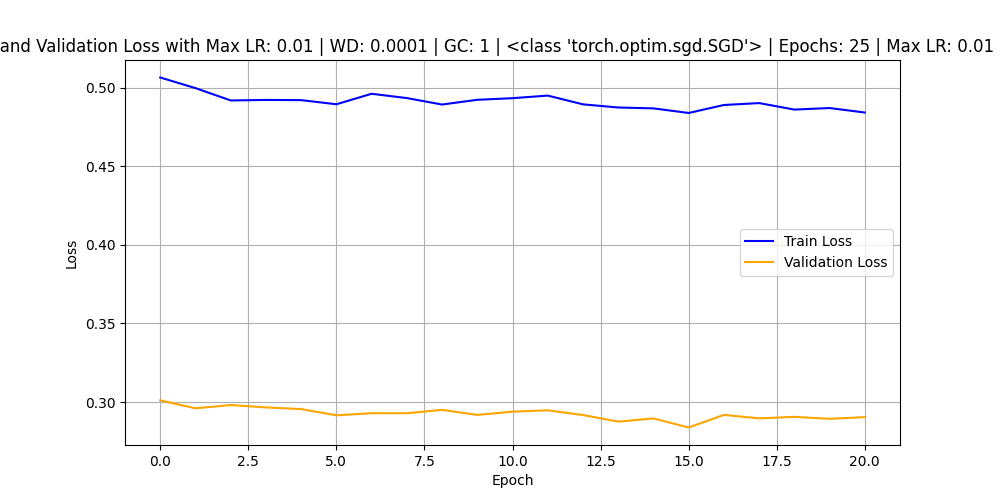 and Validation Loss with Max LR: 0.01 | WD: 0.0001 | GC: 1 | <class 'torch.optim.sgd.SGD'> | Epochs: 25 | Max LR: 0.01
0.50
0.45
0.40
0.35
0.30
Loss
Train Loss
Validation Loss
0.0 2.5 5.0 7.5 10.0 12.5 15.0 17.5 20.0
Epoch